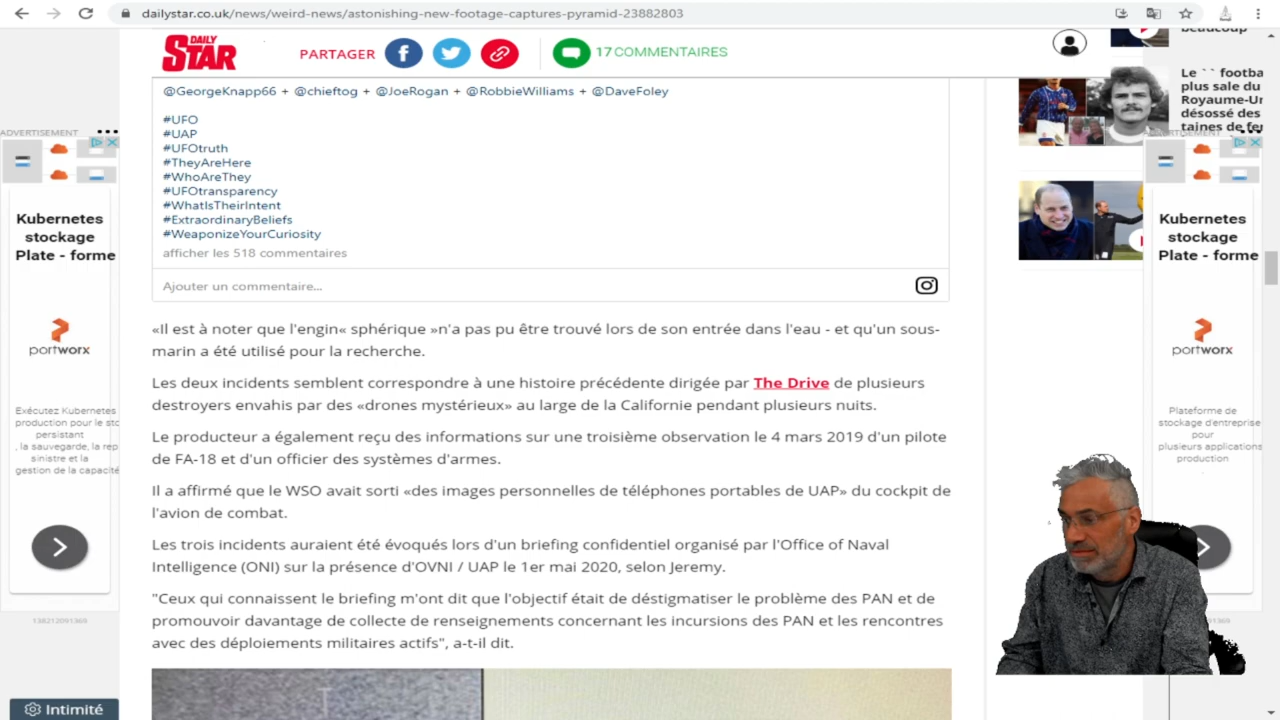 dailystar.co.uk/news/weird-news/astonishing-new-footage-captures-pyramid-23882803
DAILY
STAR
PARTAGER
17 COMMENTAIRES
@GeorgeKnapp66 + @chieftog + @JoeRogan + @RobbieWilliams + @DaveFoley
#UFO
#UAP
#UFOtruth
#TheyAreHere
#WhoAreThey
#UFOtransparency
#WhatIsTheirIntent
#ExtraordinaryBeliefs
#WeaponizeYourCuriosity
afficher les 518 commentaires
Ajouter un commentaire...
«Il est à noter que l'engin« sphérique »n'a pas pu être trouvé lors de son entrée dans l'eau - et qu'un sous-
marin a été utilisé pour la recherche.
Les deux incidents semblent correspondre à une histoire précédente dirigée par The Drive de plusieurs
destroyers envahis par des «drones mystérieux» au large de la Californie pendant plusieurs nuits.
Le producteur a également reçu des informations sur une troisième observation le 4 mars 2019 d'un pilote
de FA-18 et d'un officier des systèmes d'armes.
Il a affirmé que le WSO avait sorti «des images personnelles de téléphones portables de UAP» du cockpit de
l'avion de combat.
Les trois incidents auraient été évoqués lors d'un briefing confidentiel organisé par l'Office of Naval
Intelligence (ONI) sur la présence d'OVNI / UAP le 1er mai 2020, selon Jeremy.
"Ceux qui connaissent le briefing m'ont dit que l'objectif était de déstigmatiser le problème des PAN et de
promouvoir davantage de collecte de renseignements concernant les incursions des PAN et les rencontres
avec des déploiements militaires actifs", a-t-il dit.
ADVERTISEMENT
Kubernetes
stockage
Plate - forme
portworx
Exécutez Kubernetes
production pour le sto
persistant
, la sauvegarde, la rep
sinistre et la
gestion de la capacité
138212091369
Intimité
beaucoup
Le `` footba
plus sale du
Royaume-Un
désossé des
taines de fer
Kubernetes
stockage
Plate - forme
portworx
Plateforme de
stockage d'entreprise
pour
plusieurs applications
production